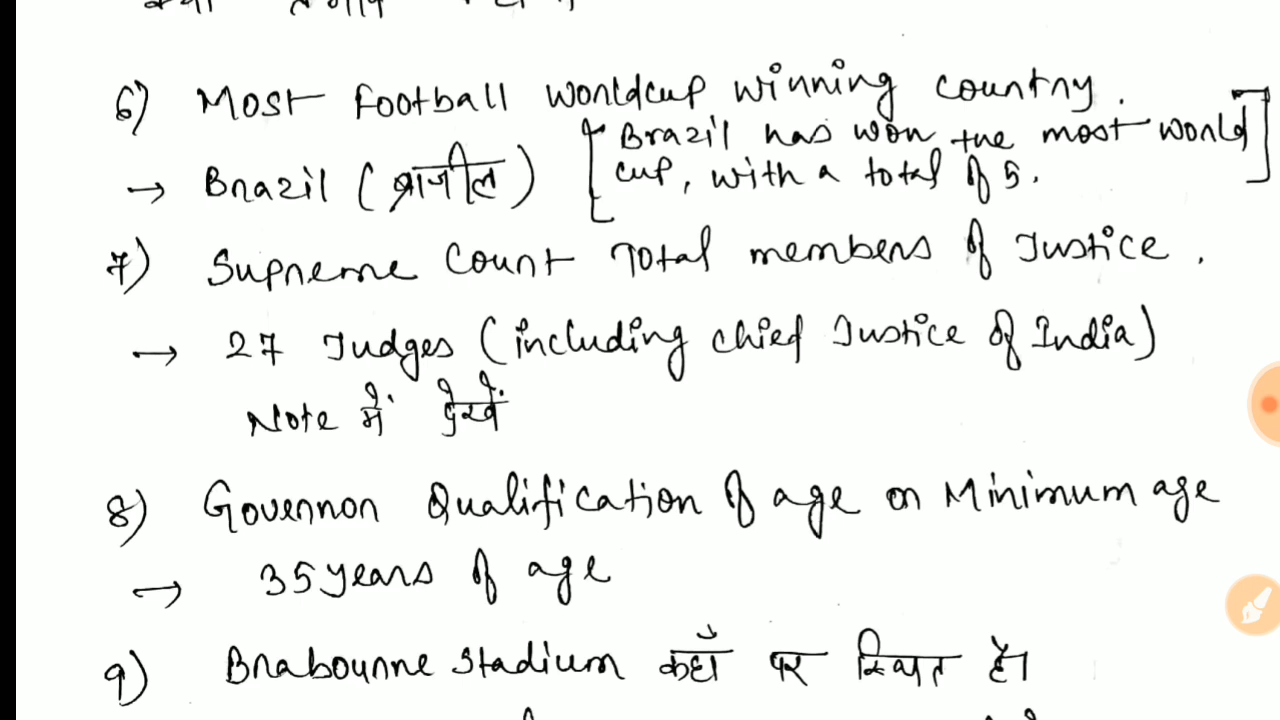 6) Most Football worldcup winning country.
→ Brazil (ब्राजील) [Brazil has won the most world
cup, with a total of 5.]
7) Supreme Court Total members of Justice.
→ 27 Judges (including chief Justice of India)
Note में देखें
8) Governor Qualification of age or Minimum age
→ 35 years of age
9) Brabourne Stadium कहाँ पर स्थित है।